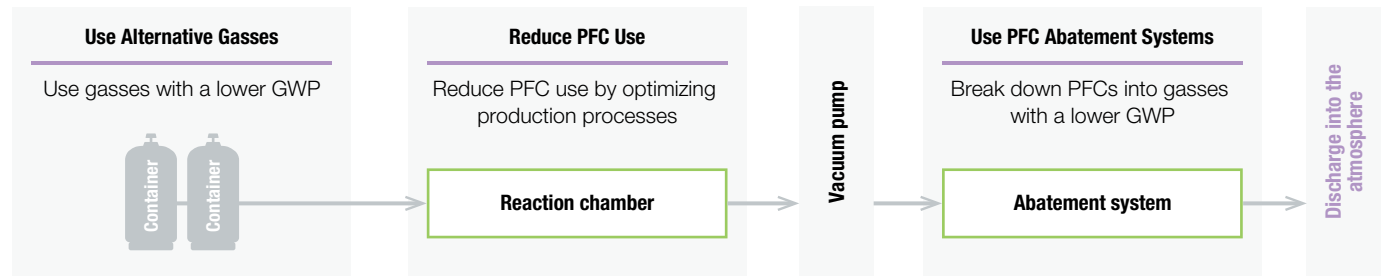 Use Alternative Gasses
Use gasses with a lower GWP
Container
Container
Reduce PFC Use
Reduce PFC use by optimizing
production processes
Reaction chamber
Vacuum pump
Use PFC Abatement Systems
Break down PFCs into gasses
with a lower GWP
Abatement system
Discharge into the
atmosphere